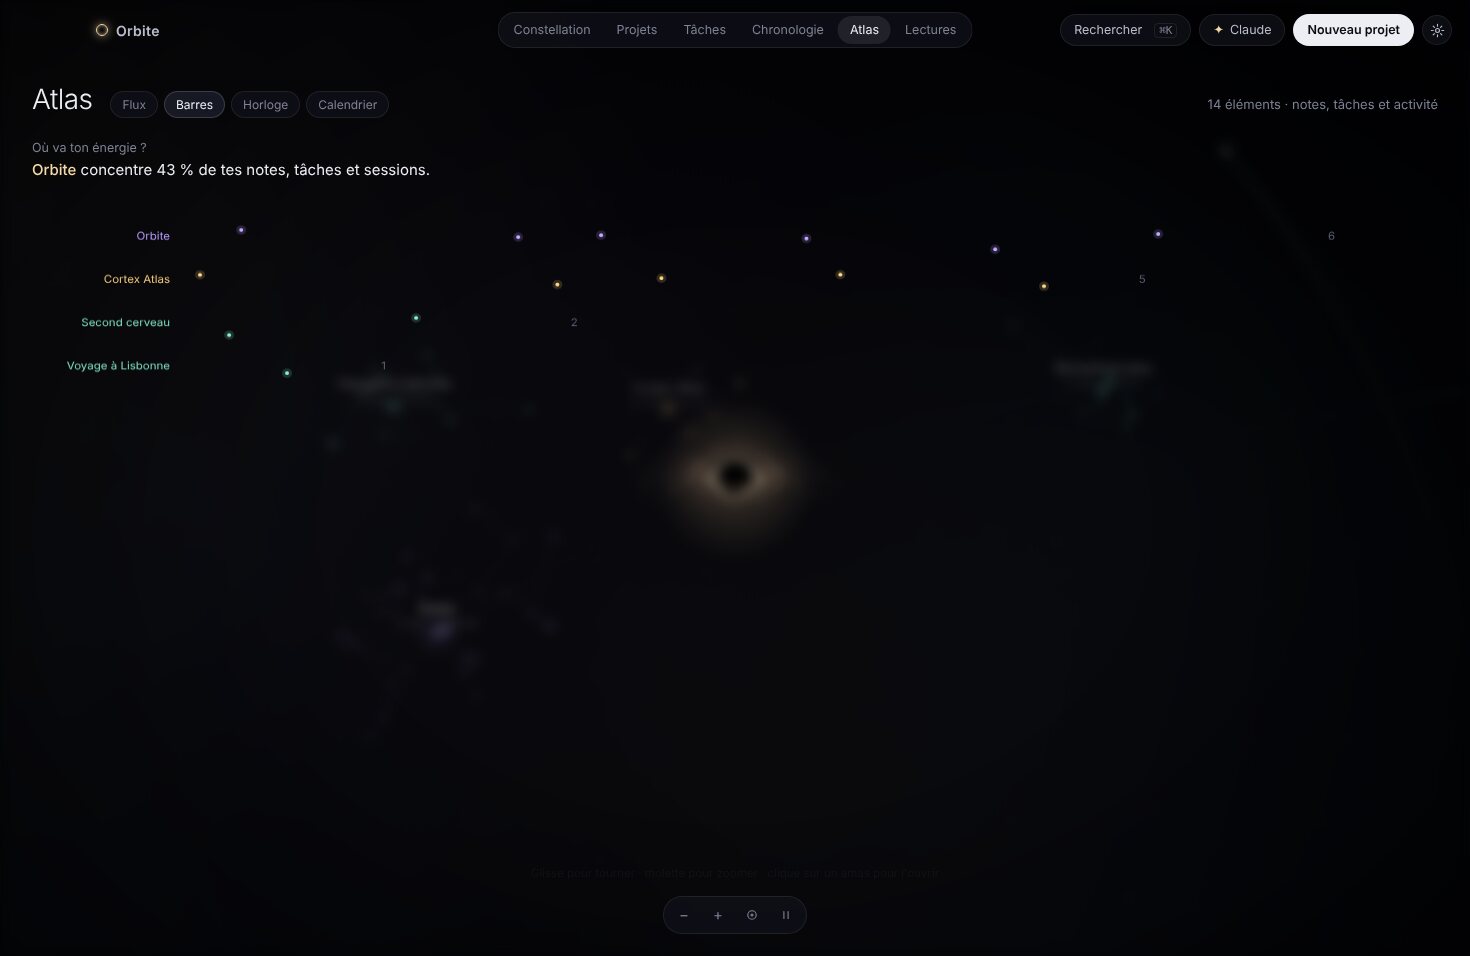 Orbite
Constellation Projets Tâches Chronologie Atlas Lectures
Rechercher ⌘K
✦ Claude
Nouveau projet
Atlas
Flux Barres Horloge Calendrier
14 éléments · notes, tâches et activité
Où va ton énergie ?
Orbite concentre 43 % de tes notes, tâches et sessions.
Orbite 6
Cortex Atlas 5
Second cerveau 2
Voyage à Lisbonne 1
Glisse pour tourner · molette pour zoomer · clique sur un amas pour l'ouvrir